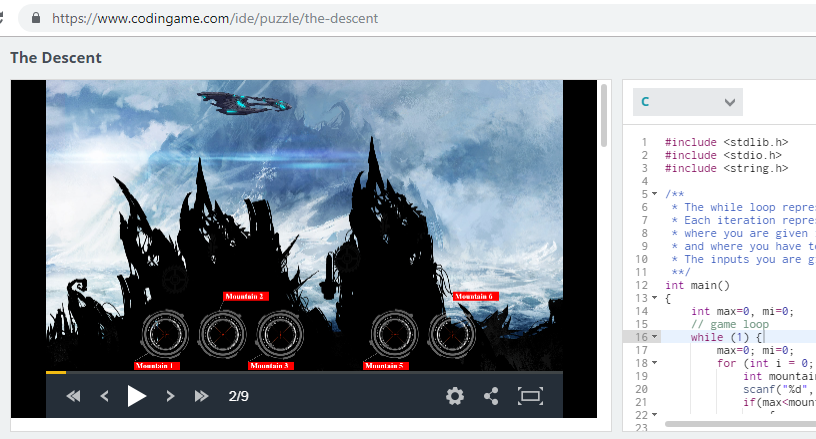 https://www.codingame.com/ide/puzzle/the-descent
The Descent
Mountain 2
Mountain 6
Mountain 1
Mountain 3
Mountain 5
2/9
C
1 #include <stdlib.h>
2 #include <stdio.h>
3 #include <string.h>
4
5 /**
6 * The while loop repres
7 * Each iteration repres
8 * where you are given
9 * and where you have to
10 * The inputs you are g
11 **/
12 int main()
13 {
14 int max=0, mi=0;
15 // game loop
16 while (1) {
17 max=0; mi=0;
18 for (int i = 0;
19 int mountain
20 scanf("%d",
21 if(max<moun
22 {
23